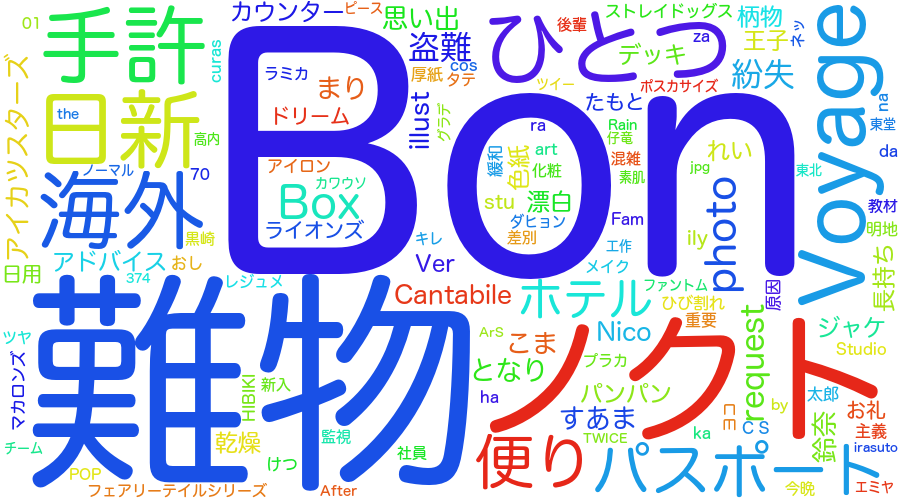 カウンター
ピース
思い出
ひとつ
後輩
ストレイドッグス
柄物
Voyage
01
手許
curas
Bon
盗難
cos
厚紙
タテ
ツイー
デッキ
za
王子
ネッ
アイカツスターズ
日新
the
高内
ラミカ
まり
ドリーム
illust
グラデ
紛失
ポスカサイズ
たもと
ra
Rain
仔竜
na
東堂
da
海外
ノーマル
70
アイロン
カワウソ
Box
ライオンズ
緩和
色紙
art
化粧
stu
漂白
ダヒョン
差別
混雑
素肌
れい
jpg
東北
photo
Fam
ily
教材
明地
黒崎
アドバイス
おし
日用
374
レジュメ
キレ
Ver
工作
メイク
ファントム
ひび割れ
重要
原因
長持ち
難物
Cantabile
ホテル
ノクト
request
ジャケ
Studio
ツヤ
マカロンズ
ArS
こま
Nico
となり
プラカ
パンパン
太郎
by
HIBIKI
新入
ha
すあま
ヨコ
CS
お礼
鈴奈
主義
チーム
乾燥
監視
社員
便り
TWICE
ka
パスポート
irasuto
POP
けつ
フェアリーテイルシリーズ
After
今晩
エミヤ